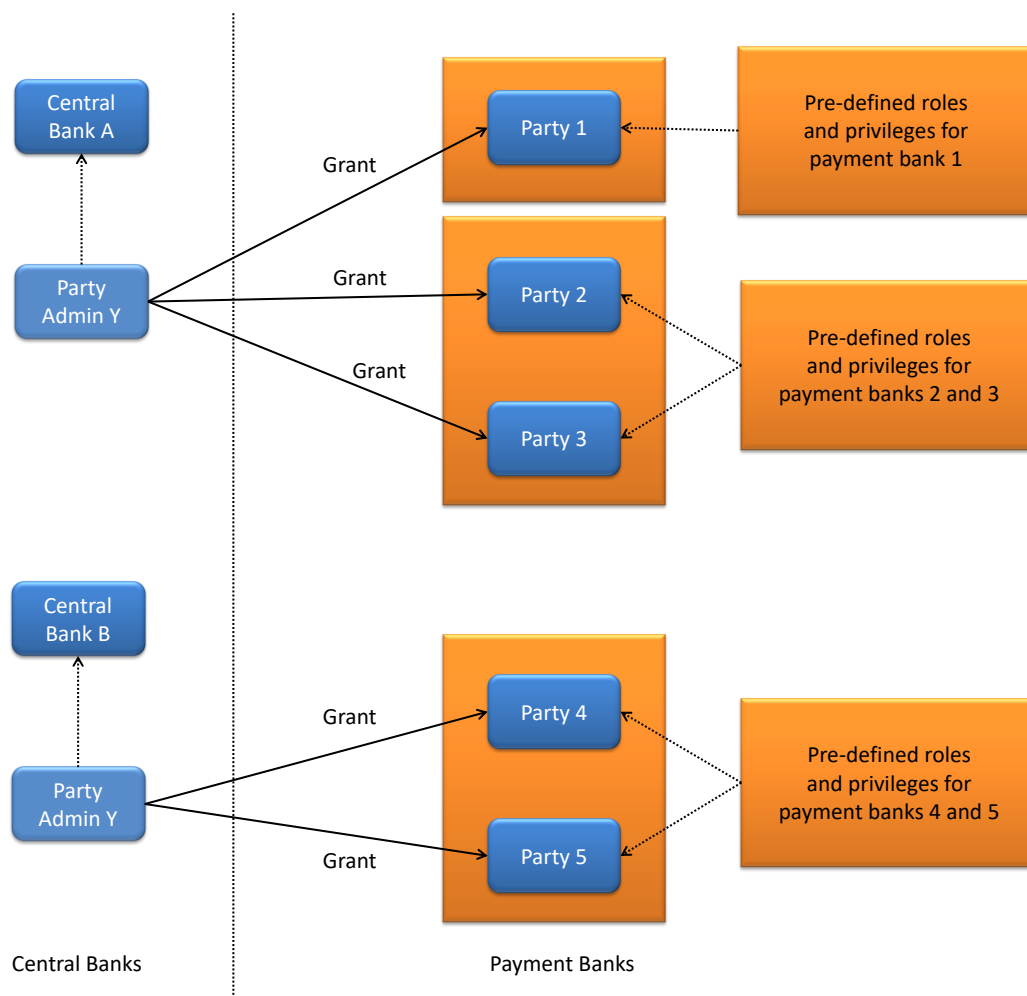 Central
Bank A
Party
Admin Y
Grant
Grant
Grant
Party 1
Party 2
Party 3
Pre-defined roles
and privileges for
payment bank 1
Pre-defined roles
and privileges for
payment banks 2 and 3
Central
Bank B
Party
Admin Y
Grant
Grant
Party 4
Party 5
Pre-defined roles
and privileges for
payment banks 4 and 5
Central Banks
Payment Banks